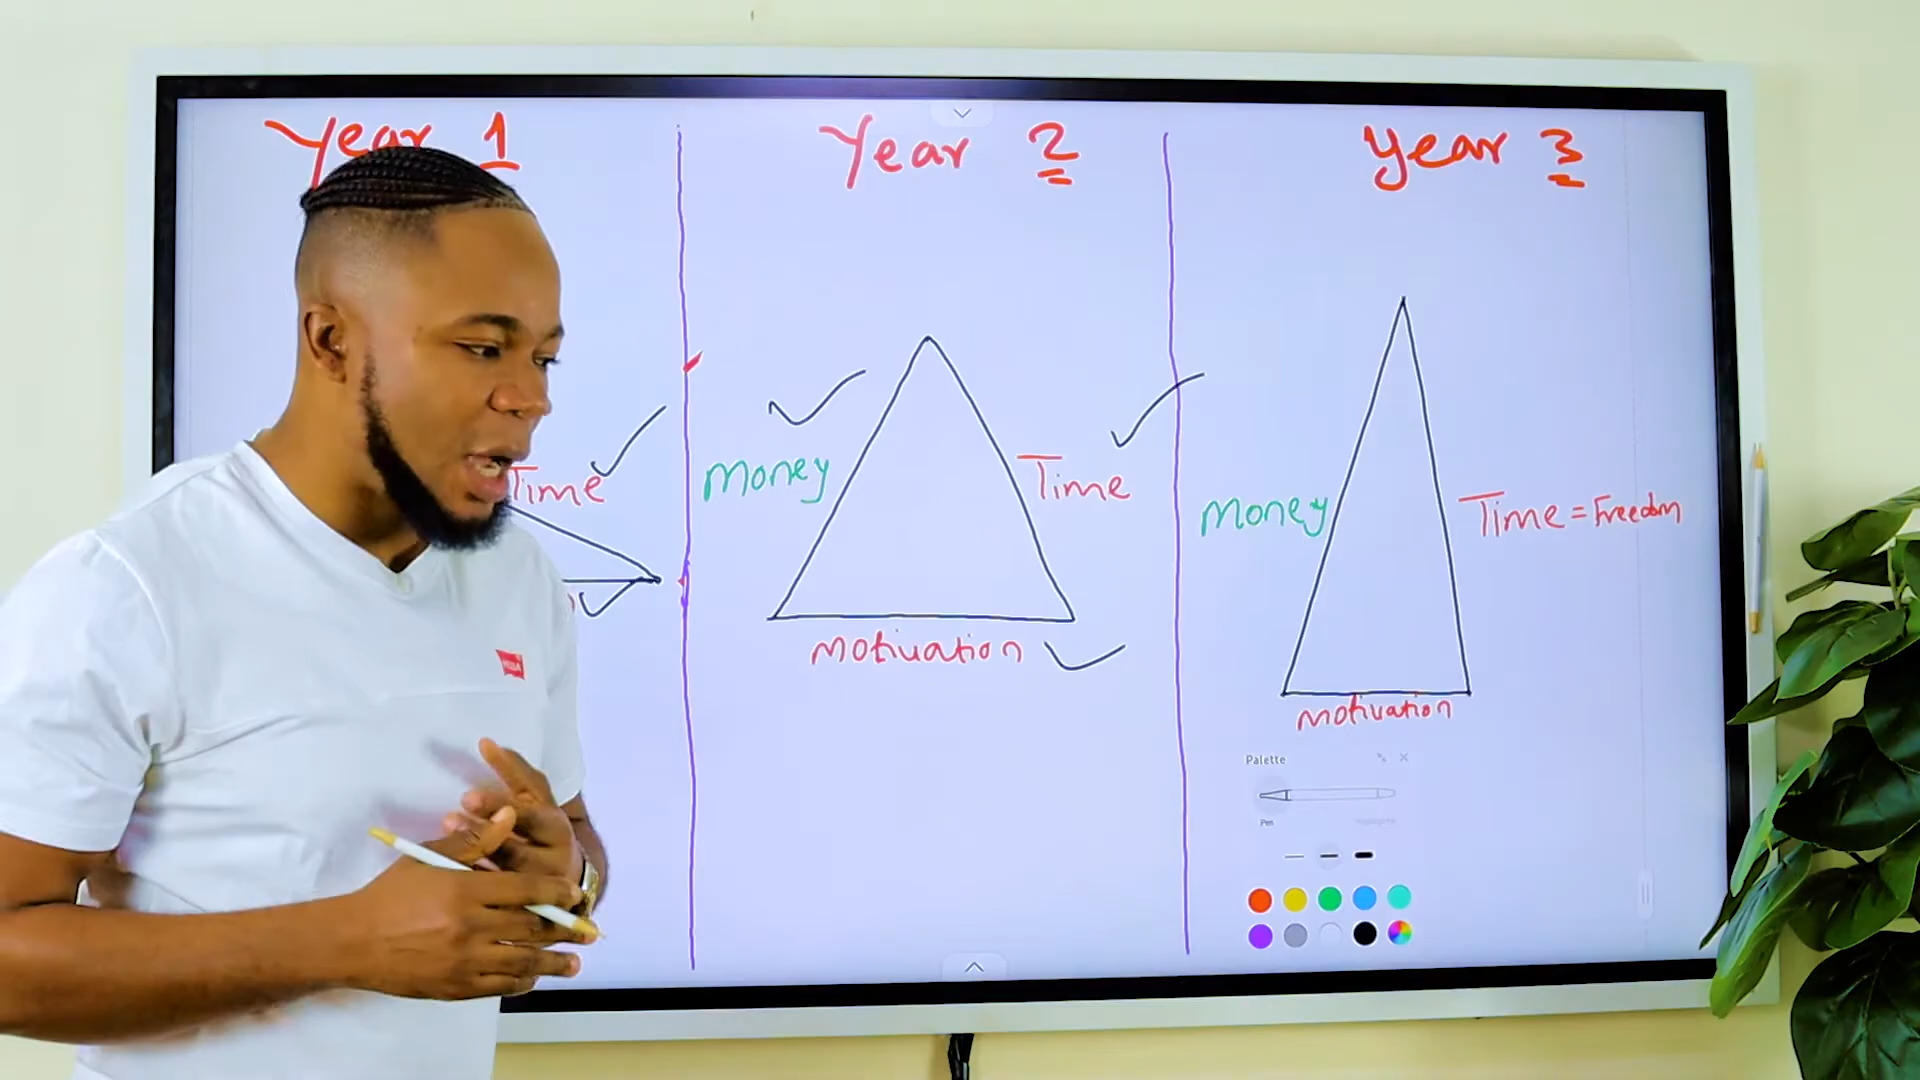 Year 1
Time
Year 2
Money
Time
Motivation
Year 3
Money
Time = Freedom
Motivation
Palette
Pen